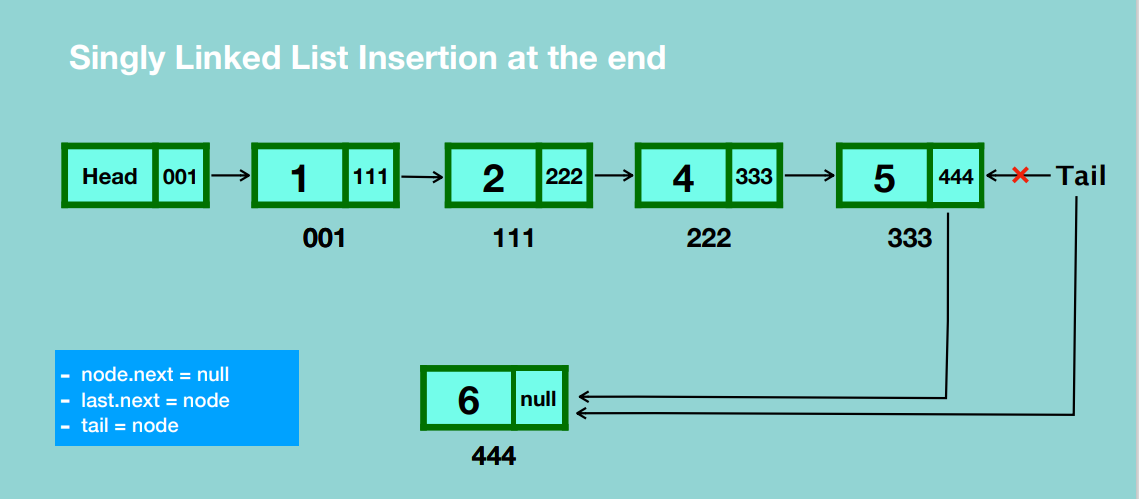 Singly Linked List Insertion at the end
Head 001 1 111 2 222 4 333 5 444 Tail
001 111 222 333
- node.next = null
- last.next = node
- tail = node
6 null
444